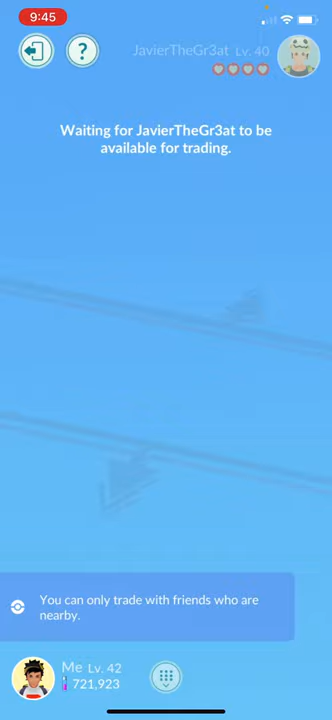 9:45
JavierTheGr3at Lv. 40
Waiting for JavierTheGr3at to be
available for trading.
You can only trade with friends who are
nearby.
Me Lv. 42
721,923